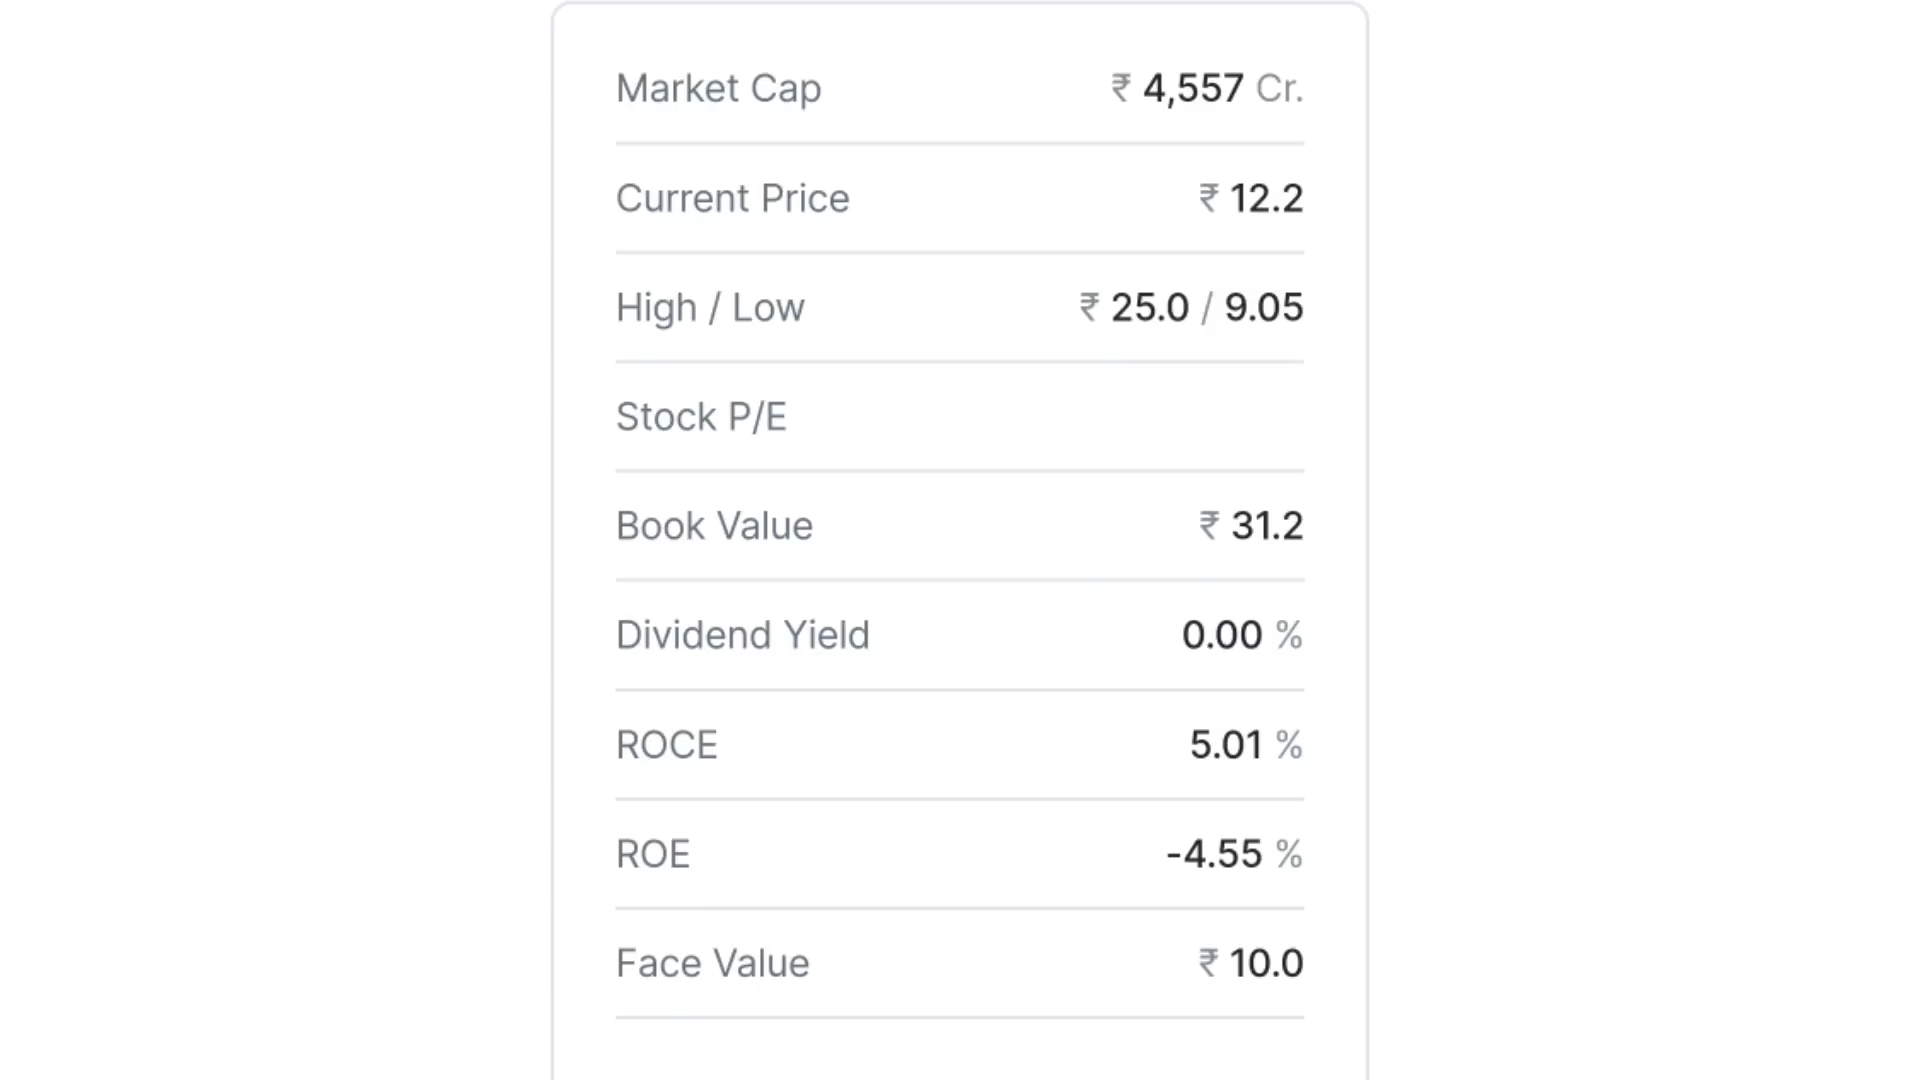 Market Cap ₹ 4,557 Cr.
Current Price ₹ 12.2
High / Low ₹ 25.0 / 9.05
Stock P/E
Book Value ₹ 31.2
Dividend Yield 0.00 %
ROCE 5.01 %
ROE -4.55 %
Face Value ₹ 10.0